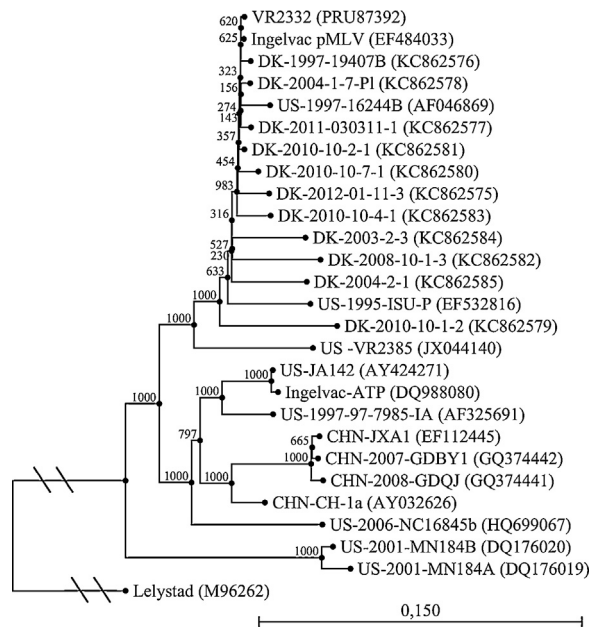 620
VR2332 (PRU87392)
625
Ingelvac pMLV (EF484033)
DK-1997-19407B (KC862576)
323
DK-2004-1-7-Pl (KC862578)
156
US-1997-16244B (AF046869)
274
143
DK-2011-030311-1 (KC862577)
357
DK-2010-10-2-1 (KC862581)
454
DK-2010-10-7-1 (KC862580)
983
DK-2012-01-11-3 (KC862575)
316
DK-2010-10-4-1 (KC862583)
DK-2003-2-3 (KC862584)
527
230
DK-2008-10-1-3 (KC862582)
633
DK-2004-2-1 (KC862585)
1000
US-1995-ISU-P (EF532816)
1000
DK-2010-10-1-2 (KC862579)
US -VR2385 (JX044140)
US-JA142 (AY424271)
1000
Ingelvac-ATP (DQ988080)
1000
1000
US-1997-97-7985-IA (AF325691)
797
CHN-JXA1 (EF112445)
665
CHN-2007-GDBY1 (GQ374442)
1000
1000
1000
CHN-2008-GDQJ (GQ374441)
CHN-CH-1a (AY032626)
US-2006-NC16845b (HQ699067)
US-2001-MN184B (DQ176020)
1000
US-2001-MN184A (DQ176019)
Lelystad (M96262)
0,150